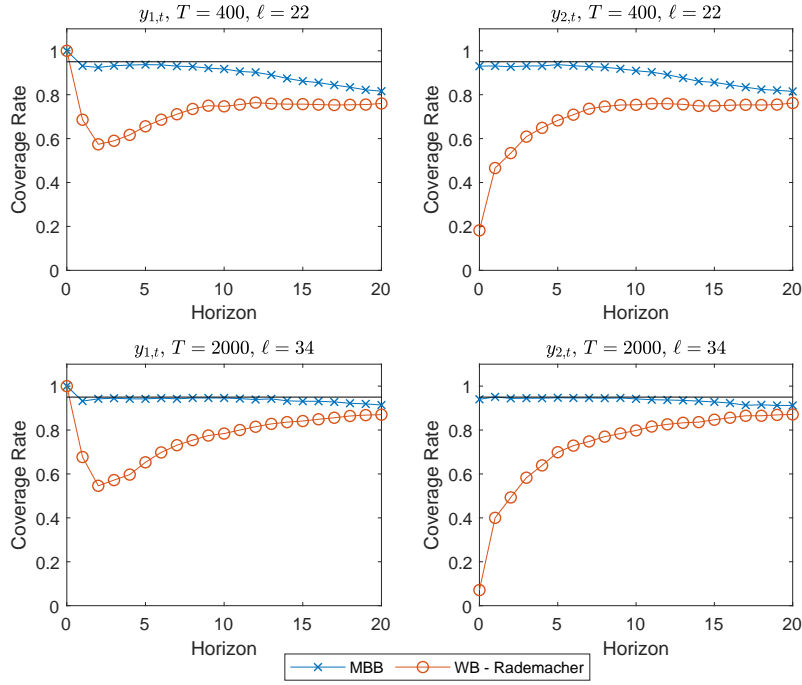 y₁,ₜ, T = 400, ℓ = 22
Coverage Rate
1
0.8
0.6
0.4
0.2
0
0 5 10 15 20
Horizon
y₂,ₜ, T = 400, ℓ = 22
Coverage Rate
1
0.8
0.6
0.4
0.2
0
0 5 10 15 20
Horizon
y₁,ₜ, T = 2000, ℓ = 34
Coverage Rate
1
0.8
0.6
0.4
0.2
0
0 5 10 15 20
Horizon
y₂,ₜ, T = 2000, ℓ = 34
Coverage Rate
1
0.8
0.6
0.4
0.2
0
0 5 10 15 20
Horizon
MBB WB - Rademacher